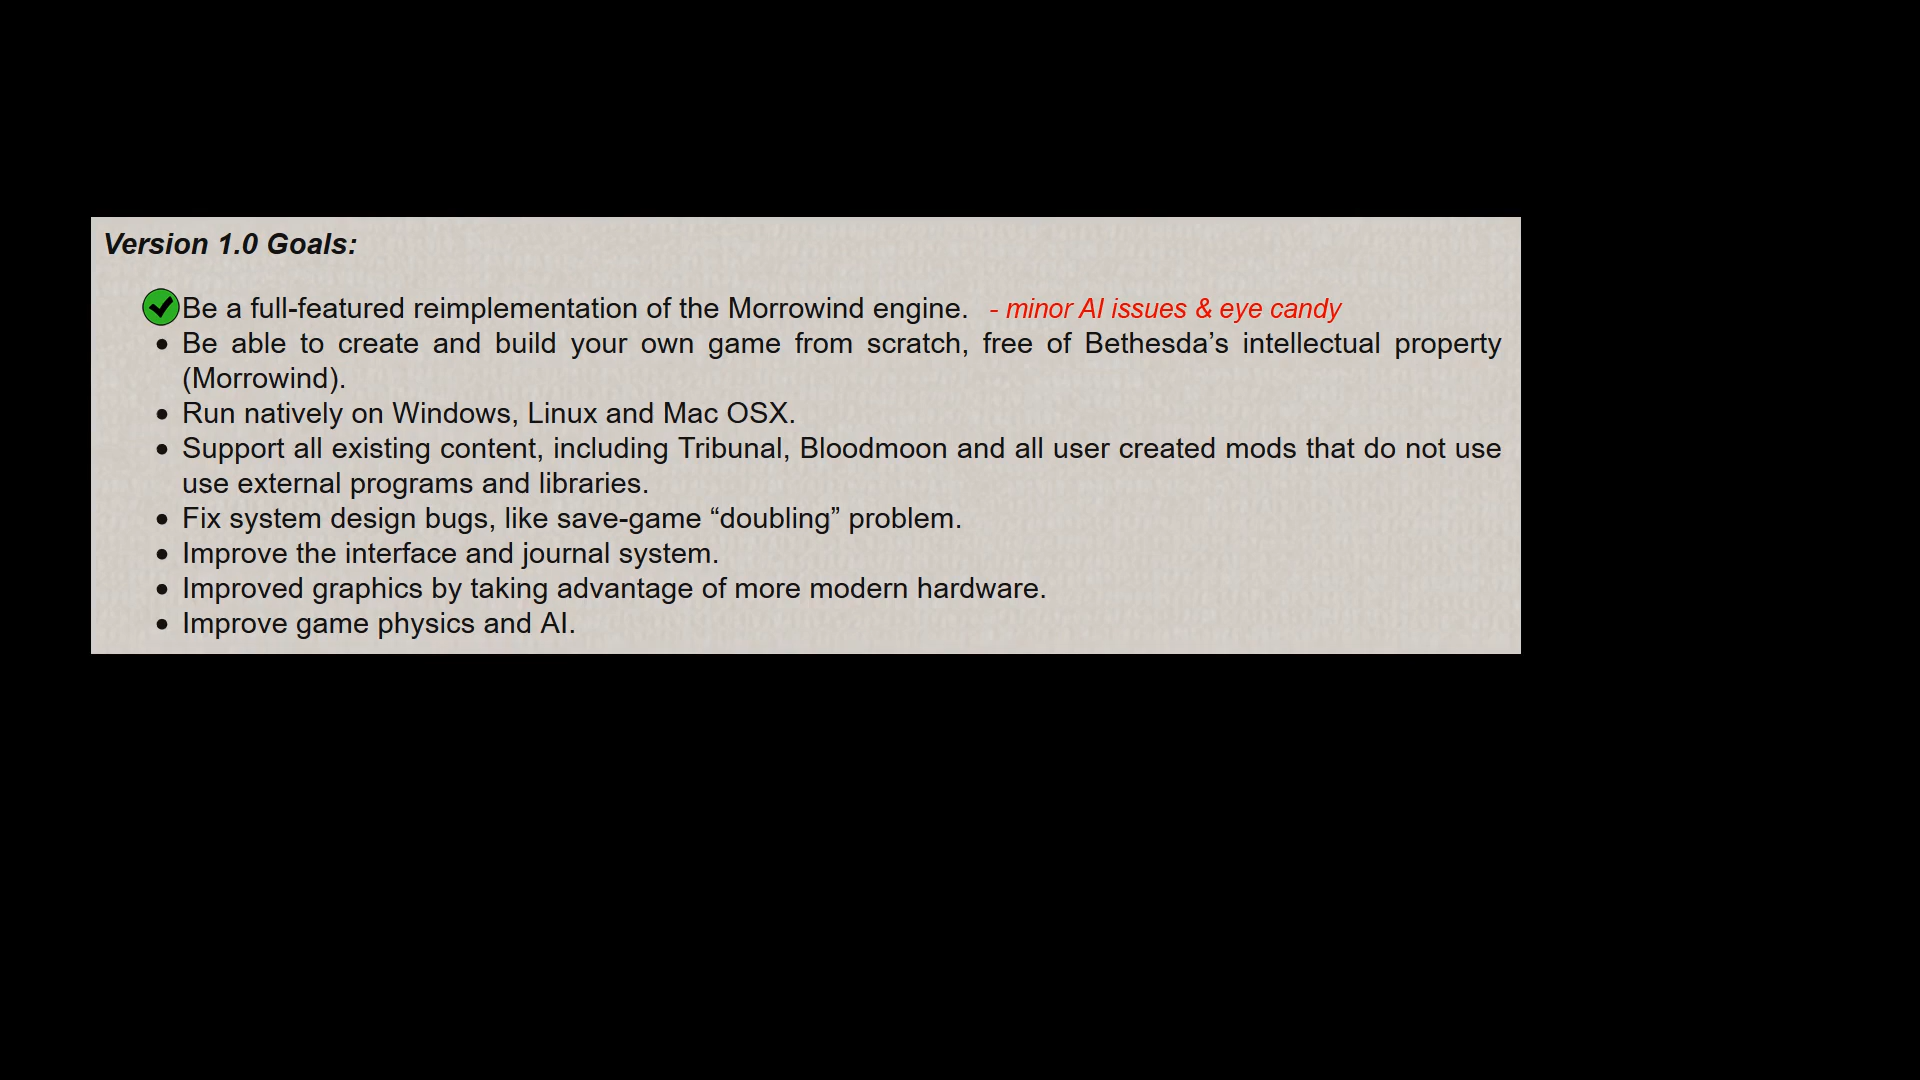 Version 1.0 Goals:
Be a full-featured reimplementation of the Morrowind engine. - minor AI issues & eye candy
Be able to create and build your own game from scratch, free of Bethesda’s intellectual property
(Morrowind).
Run natively on Windows, Linux and Mac OSX.
Support all existing content, including Tribunal, Bloodmoon and all user created mods that do not use
use external programs and libraries.
Fix system design bugs, like save-game “doubling” problem.
Improve the interface and journal system.
Improved graphics by taking advantage of more modern hardware.
Improve game physics and AI.